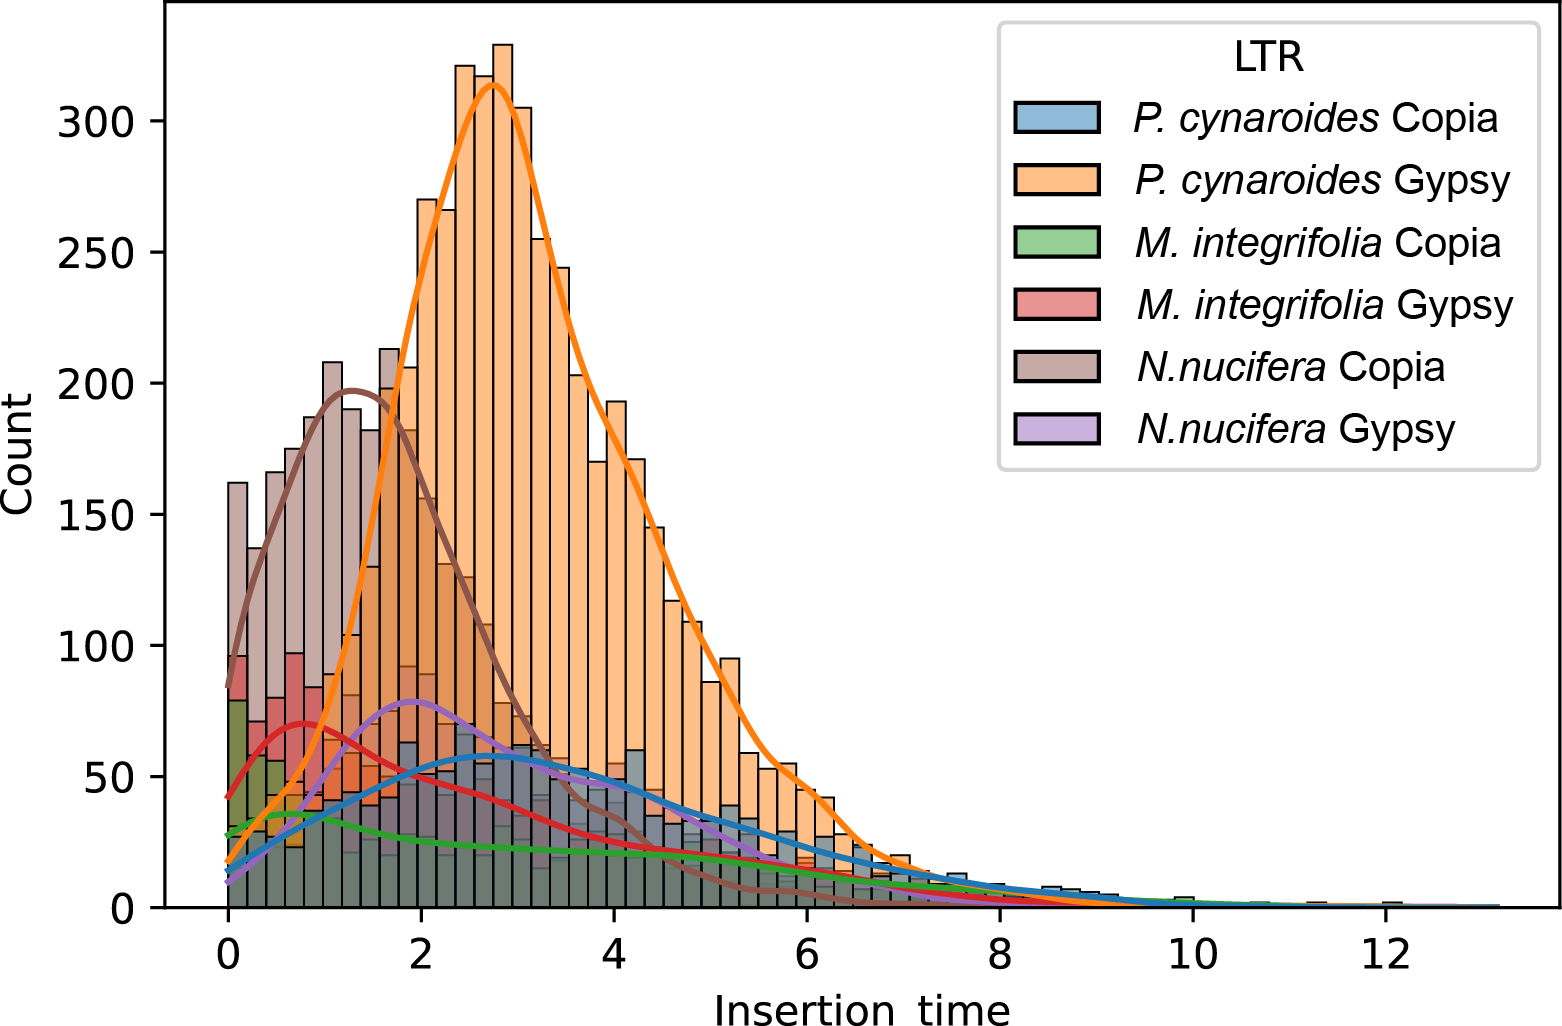 LTR
P. cynaroides Copia
P. cynaroides Gypsy
M. integrifolia Copia
M. integrifolia Gypsy
N.nucifera Copia
N.nucifera Gypsy
Count
300
250
200
150
100
50
0
0 2 4 6 8 10 12
Insertion time